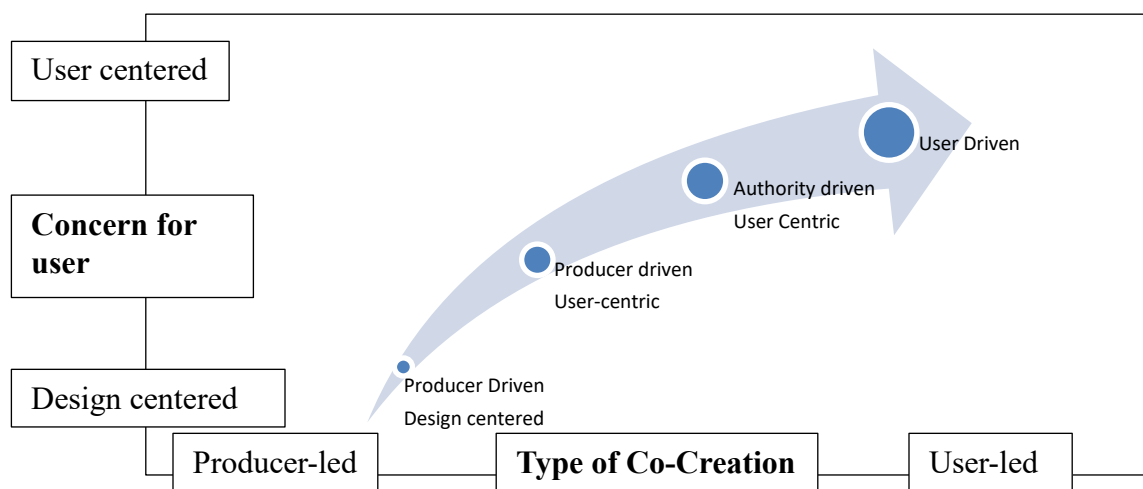 User centered
User Driven
Authority driven
User Centric
Concern for
user
Producer driven
User-centric
Design centered
Producer Driven
Design centered
Producer-led
Type of Co-Creation
User-led